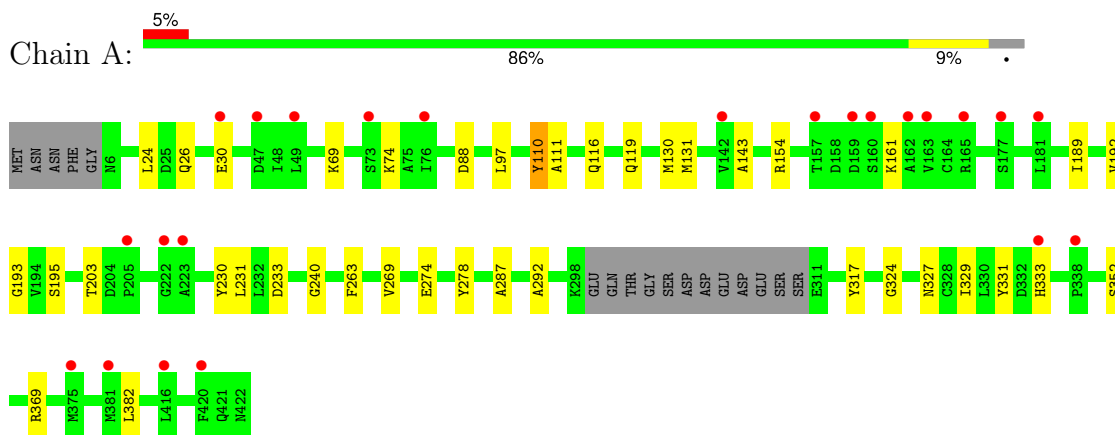 5%
Chain A:
86% 9% •
MET ASN ASN PHE GLY N6 L24 D25 Q26 E30 D47 I48 L49 K69 S73 K74 A75 I76 D88 L97 Y110 A111 Q116 Q119 M130 M131 V142 A143 R154 T157 D158 D159 S160 K161 A162 V163 C164 R165 S177 L181 I189 V192
G193 V194 S195 T203 D204 P205 G222 A223 Y230 L231 L232 D233 G240 F263 V269 E274 Y278 A287 A292 K298 GLU GLN THR GLY SER ASP ASP GLU ASP GLU SER SER E311 Y317 G324 N327 C328 I329 L330 Y331 D332 H333 P338 S352
R369 M375 M381 L382 L416 F420 Q421 N422